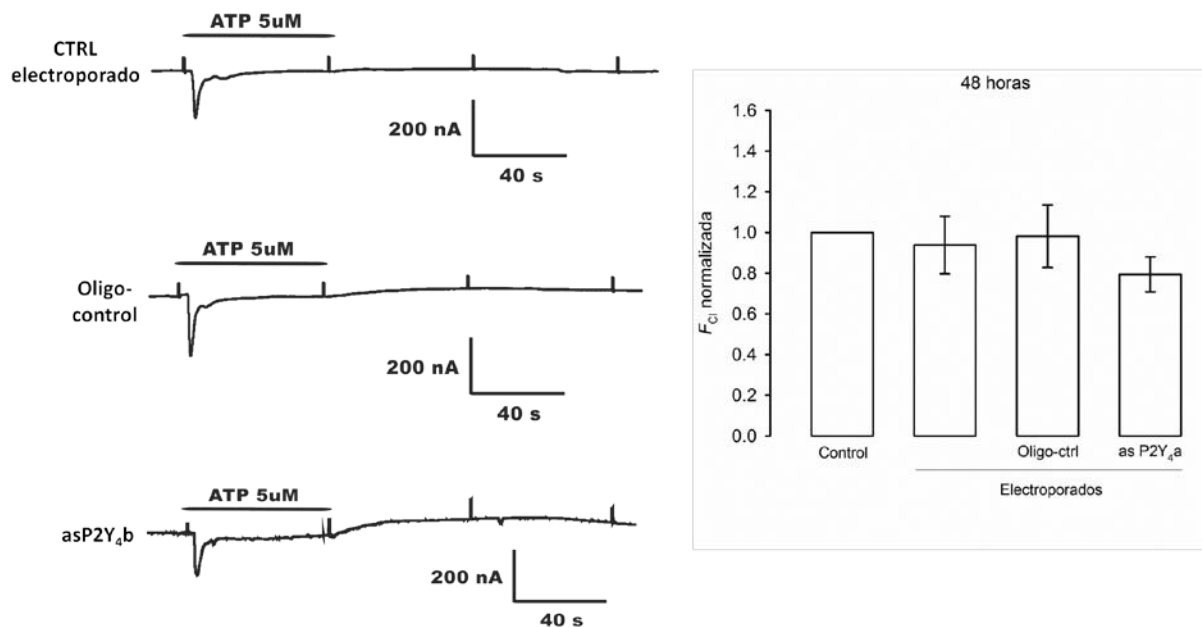 ATP 5uM
CTRL
electroporado
200 nA
40 s
ATP 5uM
Oligo-
control
200 nA
40 s
ATP 5uM
asP2Y₄b
200 nA
40 s
48 horas
1.6
1.4
1.2
1.0
0.8
0.6
0.4
0.2
0.0
F_Cl normalizada
Control
Oligo-ctrl
as P2Y₄a
Electroporados